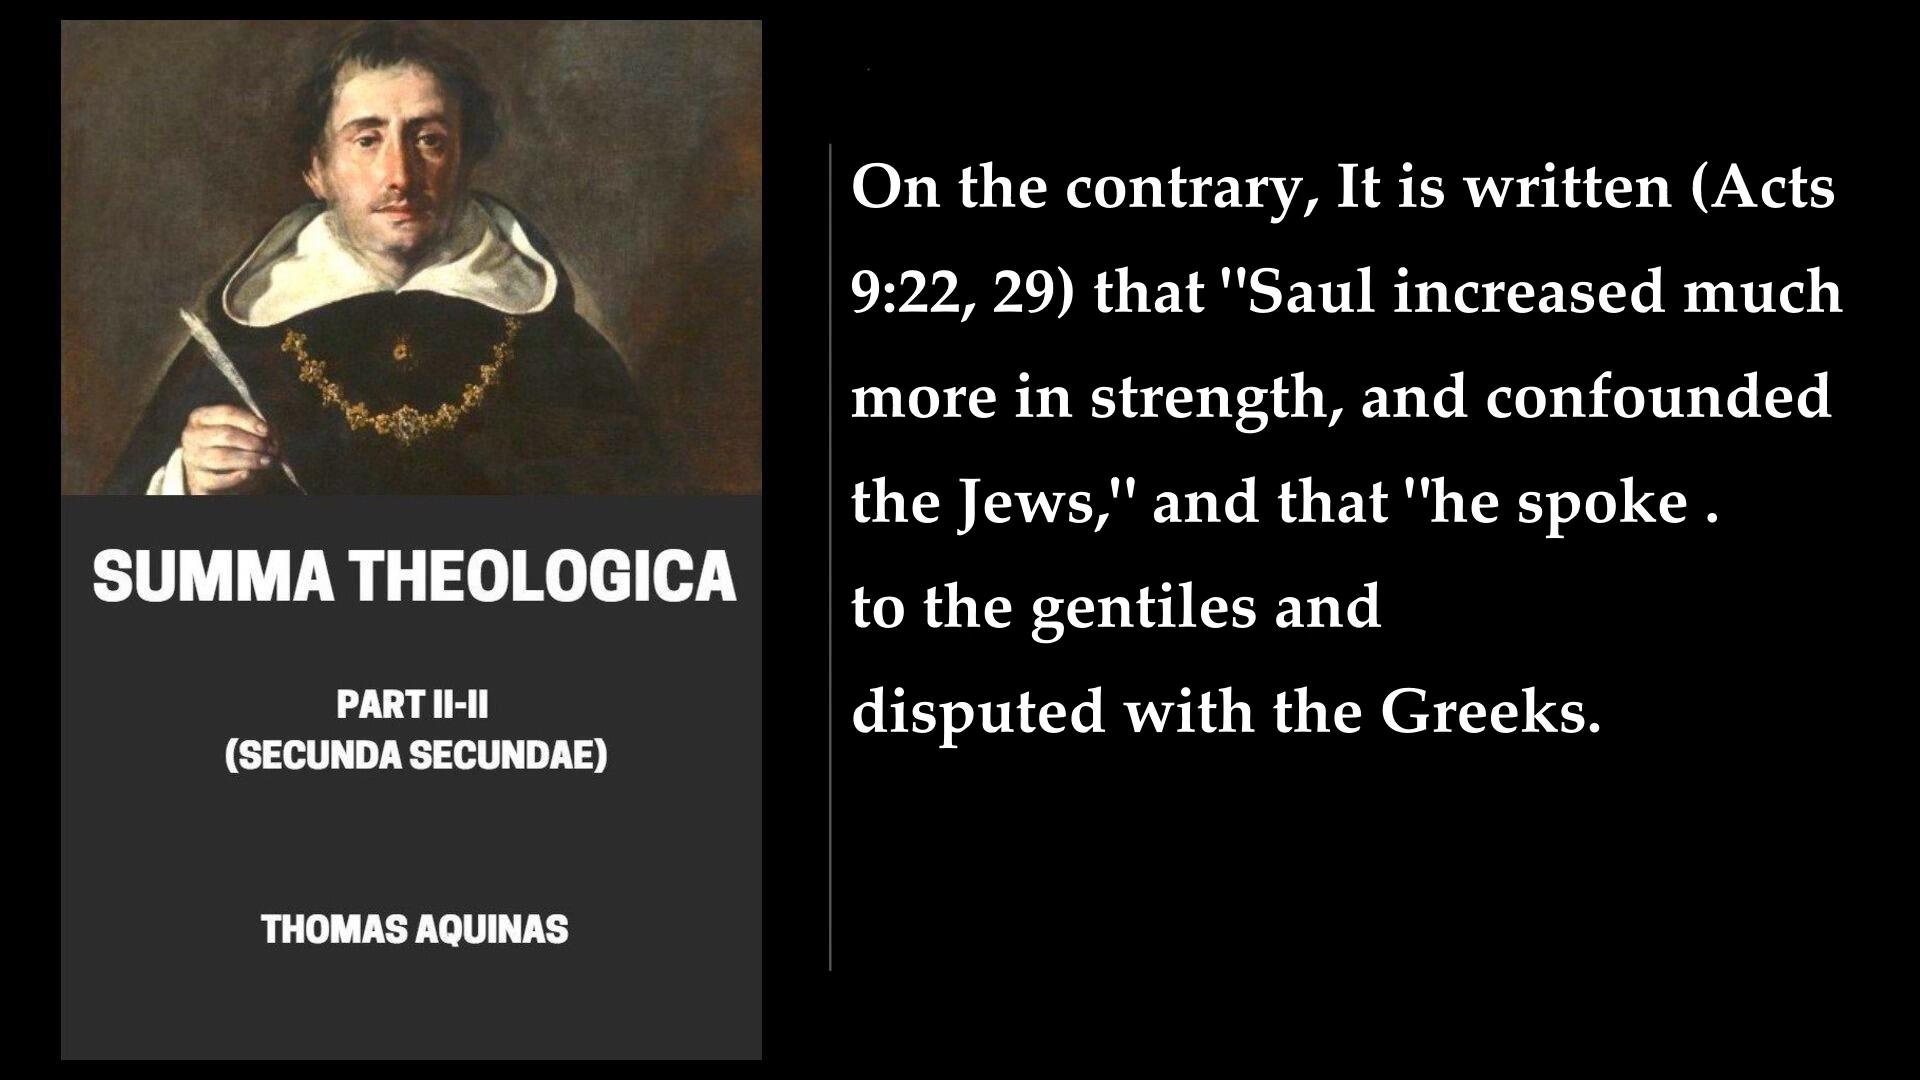 SUMMA THEOLOGICA
PART II-II
(SECUNDA SECUNDAE)
THOMAS AQUINAS
On the contrary, It is written (Acts
9:22, 29) that "Saul increased much
more in strength, and confounded
the Jews," and that "he spoke .
to the gentiles and
disputed with the Greeks.